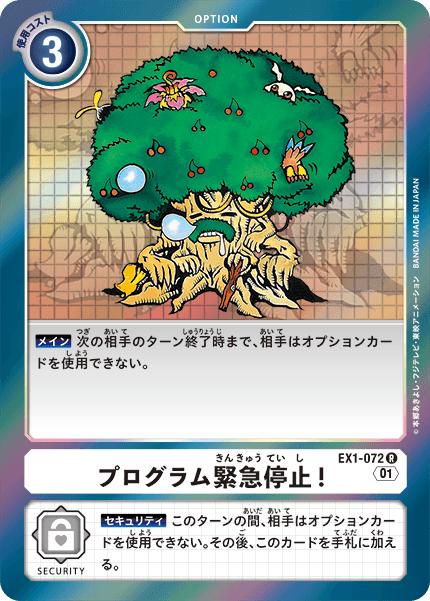 OPTION
使用コスト
3
メイン 次の相手のターン終了時まで、相手はオプションカー
ドを使用できない。
EX1-072 R
プログラム緊急停止！
01
セキュリティ このターンの間、相手はオプションカー
ドを使用できない。その後、このカードを手札に加え
る。
SECURITY
©本郷あきよし・フジテレビ・東映アニメーション BANDAI MADE IN JAPAN